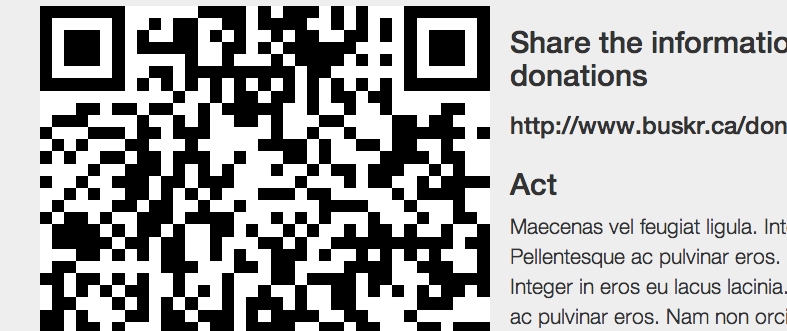 Share the informatio
donations
http://www.buskr.ca/don
Act
Maecenas vel feugiat ligula. Int
Pellentesque ac pulvinar eros.
Integer in eros eu lacus lacinia.
ac pulvinar eros. Nam non orci